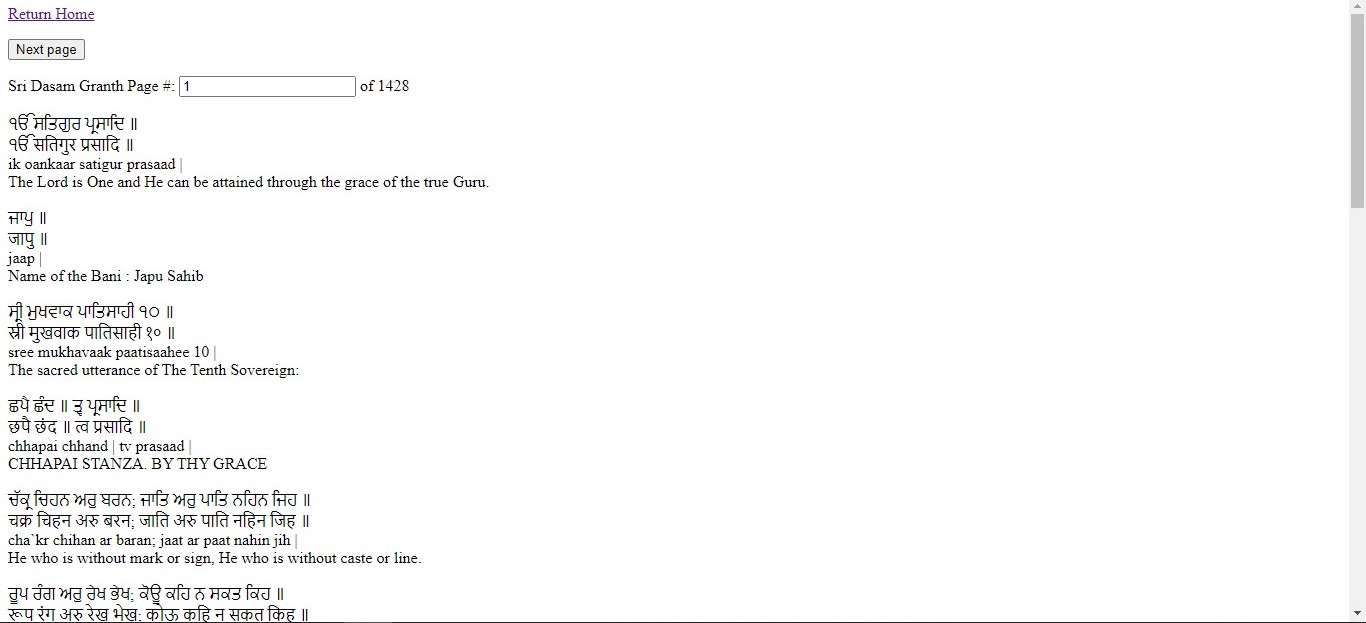 Return Home
Next page
Sri Dasam Granth Page #: 1 of 1428
ੴ ਸਤਿਗੁਰ ਪ੍ਰਸਾਦਿ ॥
ੴ सतिगुर प्रसादि ॥
ik oankaar satigur prasaad |
The Lord is One and He can be attained through the grace of the true Guru.
ਜਾਪੁ ॥
जापु ॥
jaap |
Name of the Bani : Japu Sahib
ਸ੍ਰੀ ਮੁਖਵਾਕ ਪਾਤਿਸਾਹੀ ੧੦ ॥
स्री मुखवाक पातिसाही १० ॥
sree mukhavaak paatisaahee 10 |
The sacred utterance of The Tenth Sovereign:
ਛਪੈ ਛੰਦ ॥ ਤ੍ਵ ਪ੍ਰਸਾਦਿ ॥
छपै छंद ॥ त्व प्रसादि ॥
chhapai chhand | tv prasaad |
CHHAPAI STANZA. BY THY GRACE
ਚੱਕ੍ਰ ਚਿਹਨ ਅਰੁ ਬਰਨ; ਜਾਤਿ ਅਰੁ ਪਾਤਿ ਨਹਿਨ ਜਿਹ ॥
चक्र चिहन अरु बरन; जाति अरु पाति नहिन जिह ॥
cha`kr chihan ar baran; jaat ar paat nahin jih |
He who is without mark or sign, He who is without caste or line.
ਰੂਪ ਰੰਗ ਅਰੁ ਰੇਖ ਭੇਖ; ਕੋਊ ਕਹਿ ਨ ਸਕਤ ਕਿਹ ॥
रूप रंग अरु रेख भेख; कोऊ कहि न सकत किह ॥